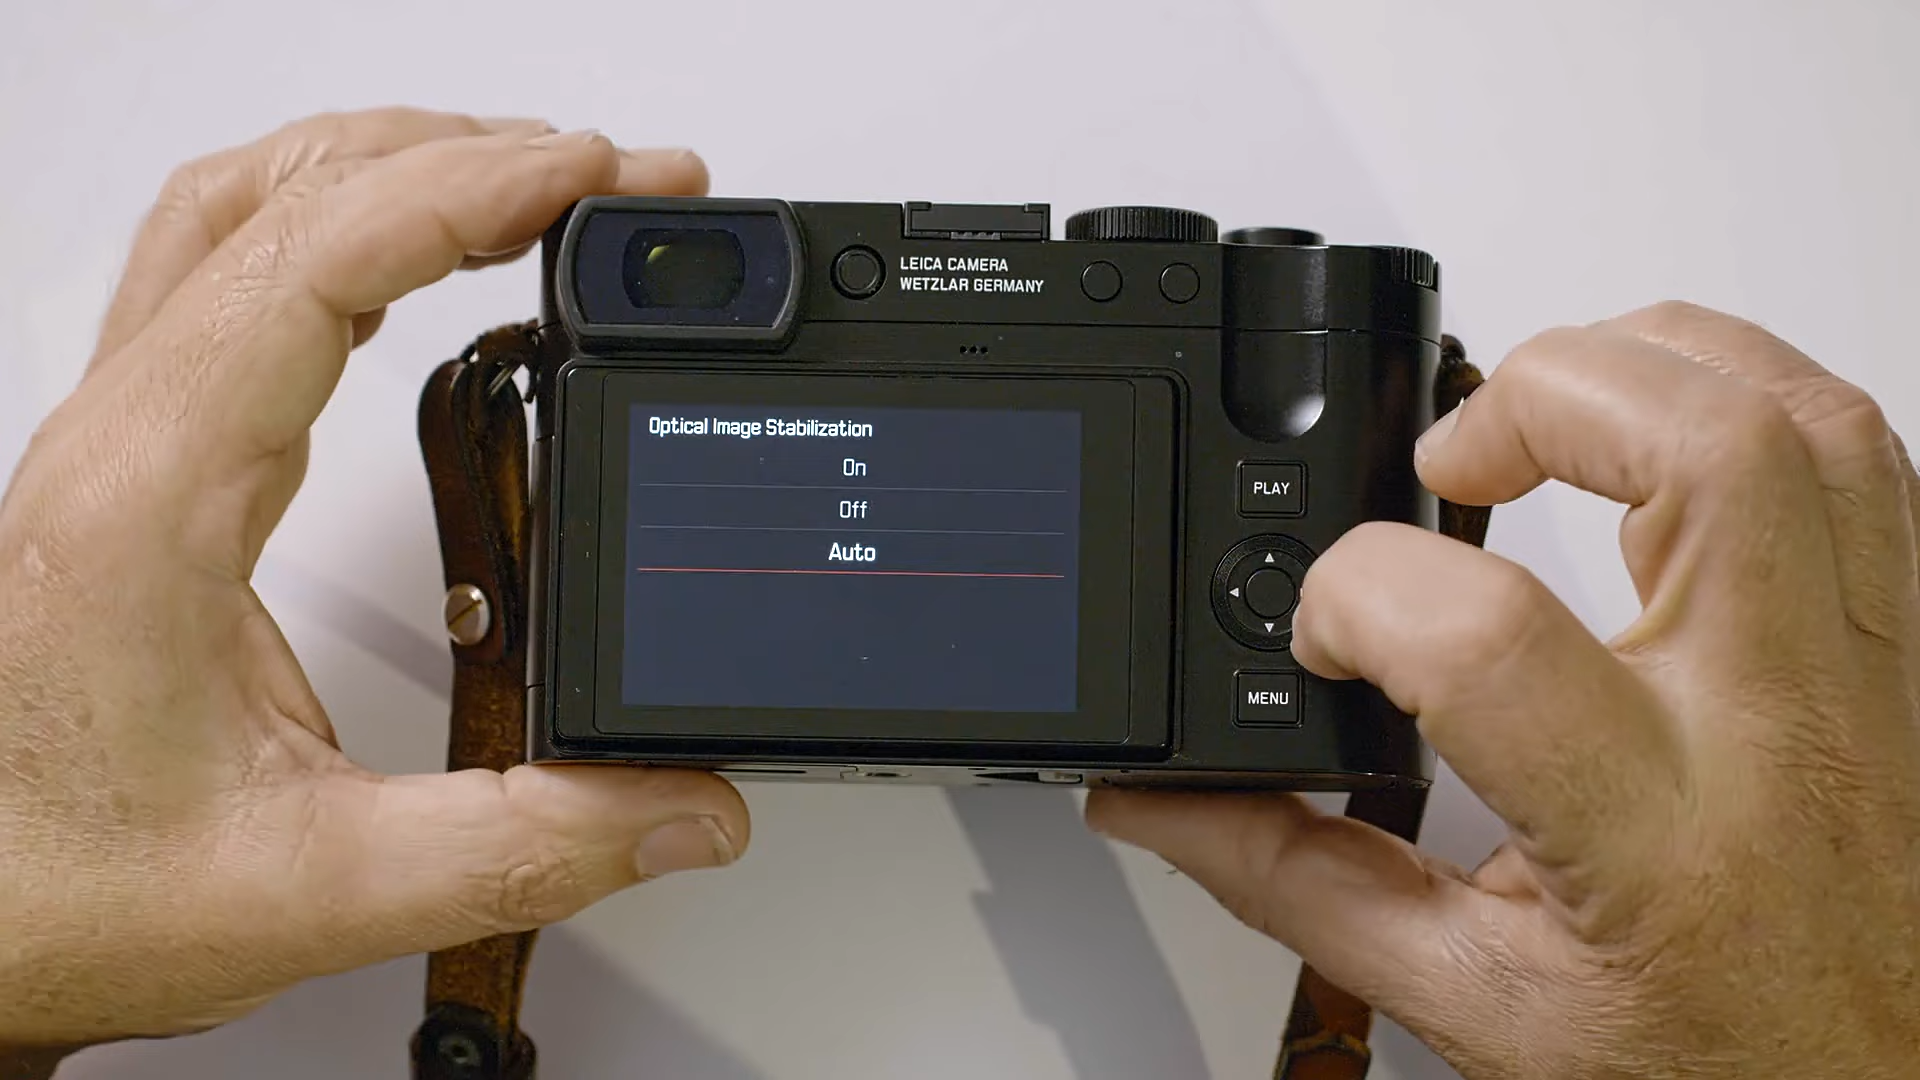 LEICA CAMERA
WETZLAR GERMANY
Optical Image Stabilization
On
Off
Auto
PLAY
MENU